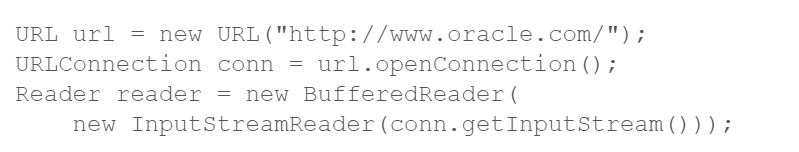 URL url = new URL("http://www.oracle.com/");
URLConnection conn = url.openConnection();
Reader reader = new BufferedReader(
    new InputStreamReader(conn.getInputStream()));